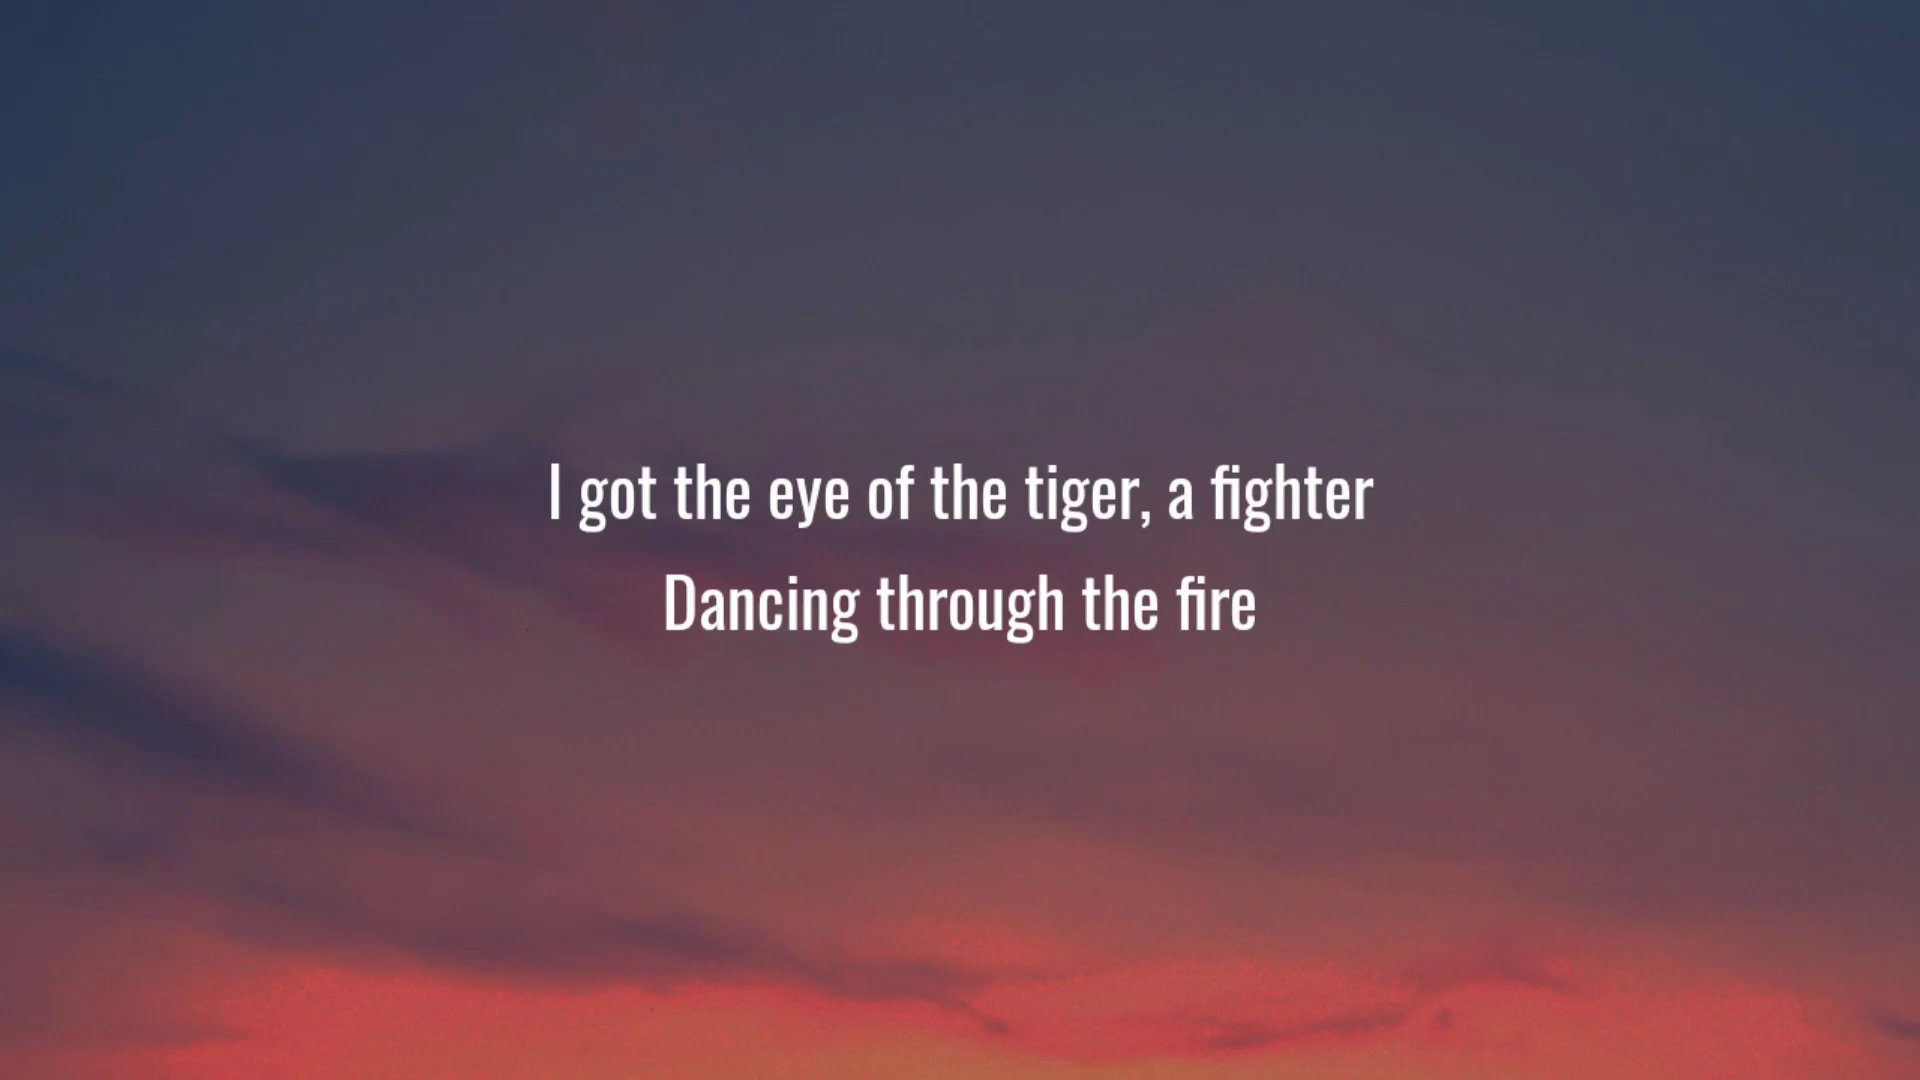 I got the eye of the tiger, a fighter
Dancing through the fire